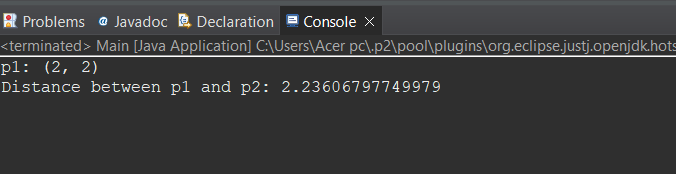 Problems @ Javadoc Declaration Console
<terminated> Main [Java Application] C:\Users\Acer pc\.p2\pool\plugins\org.eclipse.justj.openjdk.hots
p1: (2, 2)
Distance between p1 and p2: 2.23606797749979